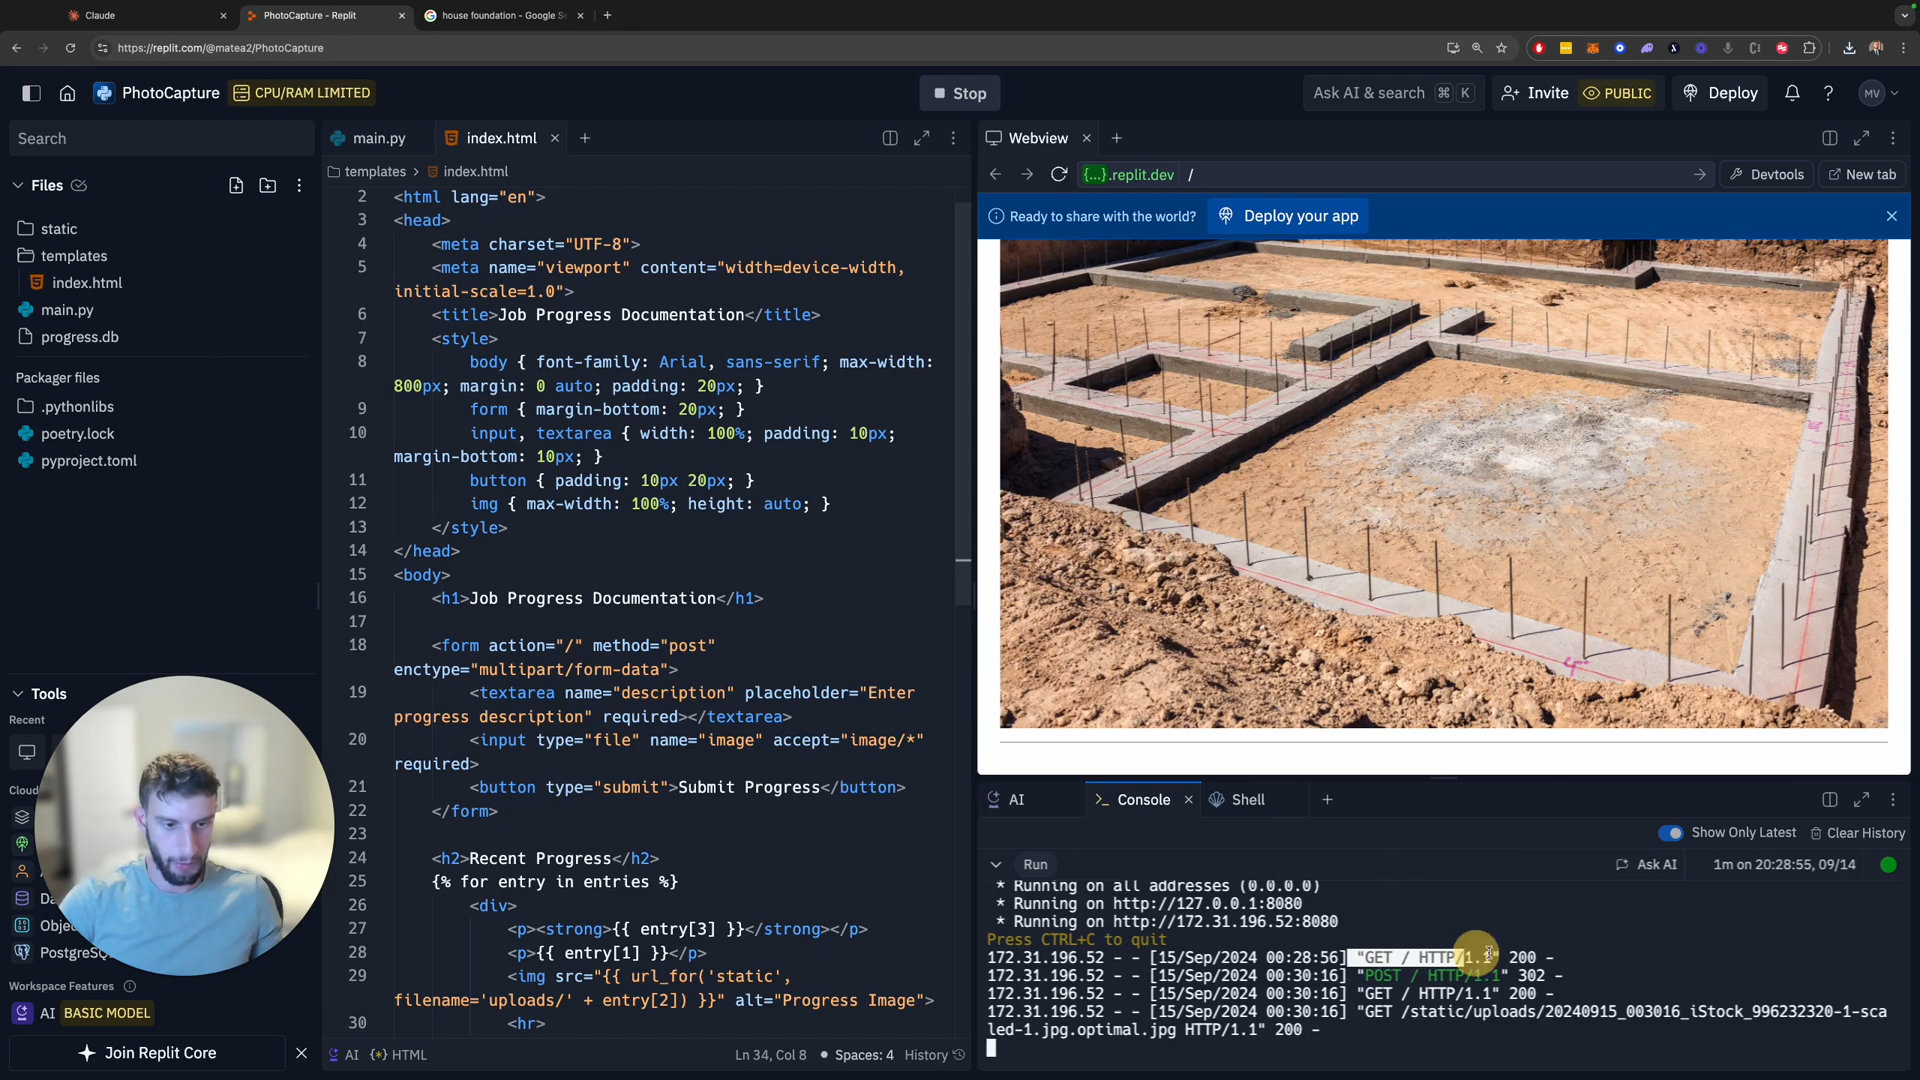 Claude
PhotoCapture - Replit
house foundation - Google Se
https://replit.com/@matea2/PhotoCapture
PhotoCapture
CPU/RAM LIMITED
Stop
Ask AI & search
⌘ K
Invite
PUBLIC
Deploy
MV
Search
main.py
index.html
Webview
templates > index.html
{...}.replit.dev /
Devtools
New tab
Files
Ready to share with the world?
Deploy your app
static
templates
index.html
main.py
progress.db
Packager files
.pythonlibs
poetry.lock
pyproject.toml
2 <html lang="en">
3 <head>
4 <meta charset="UTF-8">
5 <meta name="viewport" content="width=device-width,
initial-scale=1.0">
6 <title>Job Progress Documentation</title>
7 <style>
8 body { font-family: Arial, sans-serif; max-width:
800px; margin: 0 auto; padding: 20px; }
9 form { margin-bottom: 20px; }
10 input, textarea { width: 100%; padding: 10px;
margin-bottom: 10px; }
11 button { padding: 10px 20px; }
12 img { max-width: 100%; height: auto; }
13 </style>
14 </head>
15 <body>
16 <h1>Job Progress Documentation</h1>
17
18 <form action="/" method="post"
enctype="multipart/form-data">
19 <textarea name="description" placeholder="Enter
progress description" required></textarea>
20 <input type="file" name="image" accept="image/*"
required>
21 <button type="submit">Submit Progress</button>
22 </form>
23
24 <h2>Recent Progress</h2>
25 {% for entry in entries %}
26 <div>
27 <p><strong>{{ entry[3] }}</strong></p>
28 <p>{{ entry[1] }}</p>
29 <img src="{{ url_for('static',
filename='uploads/' + entry[2]) }}" alt="Progress Image">
30 <hr>
Tools
Recent
Cloud
PostgreSQ
Workspace Features
AI
BASIC MODEL
Join Replit Core
AI
HTML
Ln 34, Col 8
Spaces: 4
History
AI
Console
Shell
Show Only Latest
Clear History
Run
Ask AI
1m on 20:28:55, 09/14
* Running on all addresses (0.0.0.0)
* Running on http://127.0.0.1:8080
* Running on http://172.31.196.52:8080
Press CTRL+C to quit
172.31.196.52 - - [15/Sep/2024 00:28:56] "GET / HTTP/1.1" 200 -
172.31.196.52 - - [15/Sep/2024 00:30:16] "POST / HTTP/1.1" 302 -
172.31.196.52 - - [15/Sep/2024 00:30:16] "GET / HTTP/1.1" 200 -
172.31.196.52 - - [15/Sep/2024 00:30:16] "GET /static/uploads/20240915_003016_iStock_996232320-1-sca
led-1.jpg.optimal.jpg HTTP/1.1" 200 -